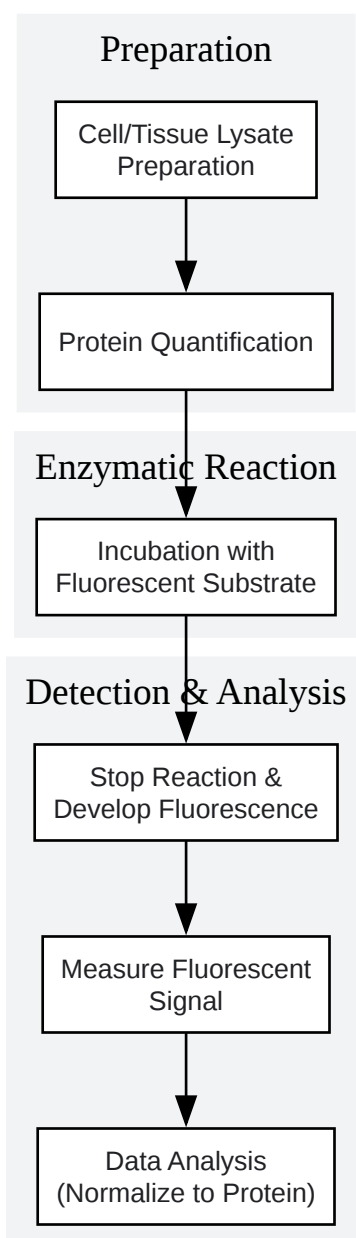 Preparation
Cell/Tissue Lysate
Preparation
Protein Quantification
Enzymatic Reaction
Incubation with
Fluorescent Substrate
Detection & Analysis
Stop Reaction &
Develop Fluorescence
Measure Fluorescent
Signal
Data Analysis
(Normalize to Protein)